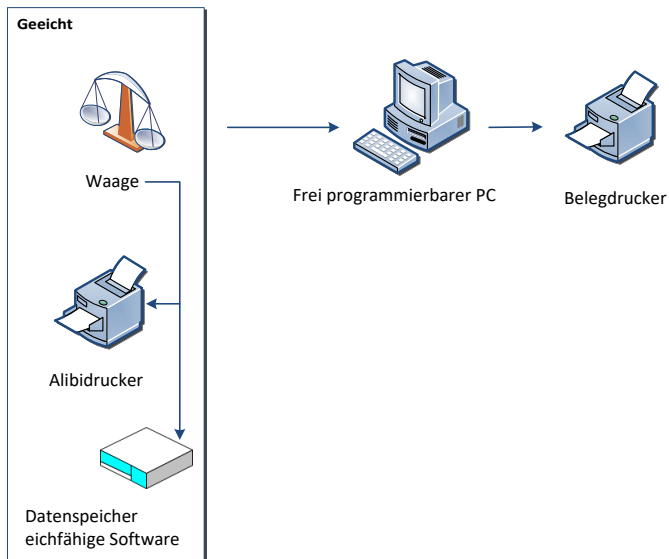 Geeicht
Waage
Frei programmierbarer PC
Belegdrucker
Alibidrucker
Datenspeicher
eichfähige Software